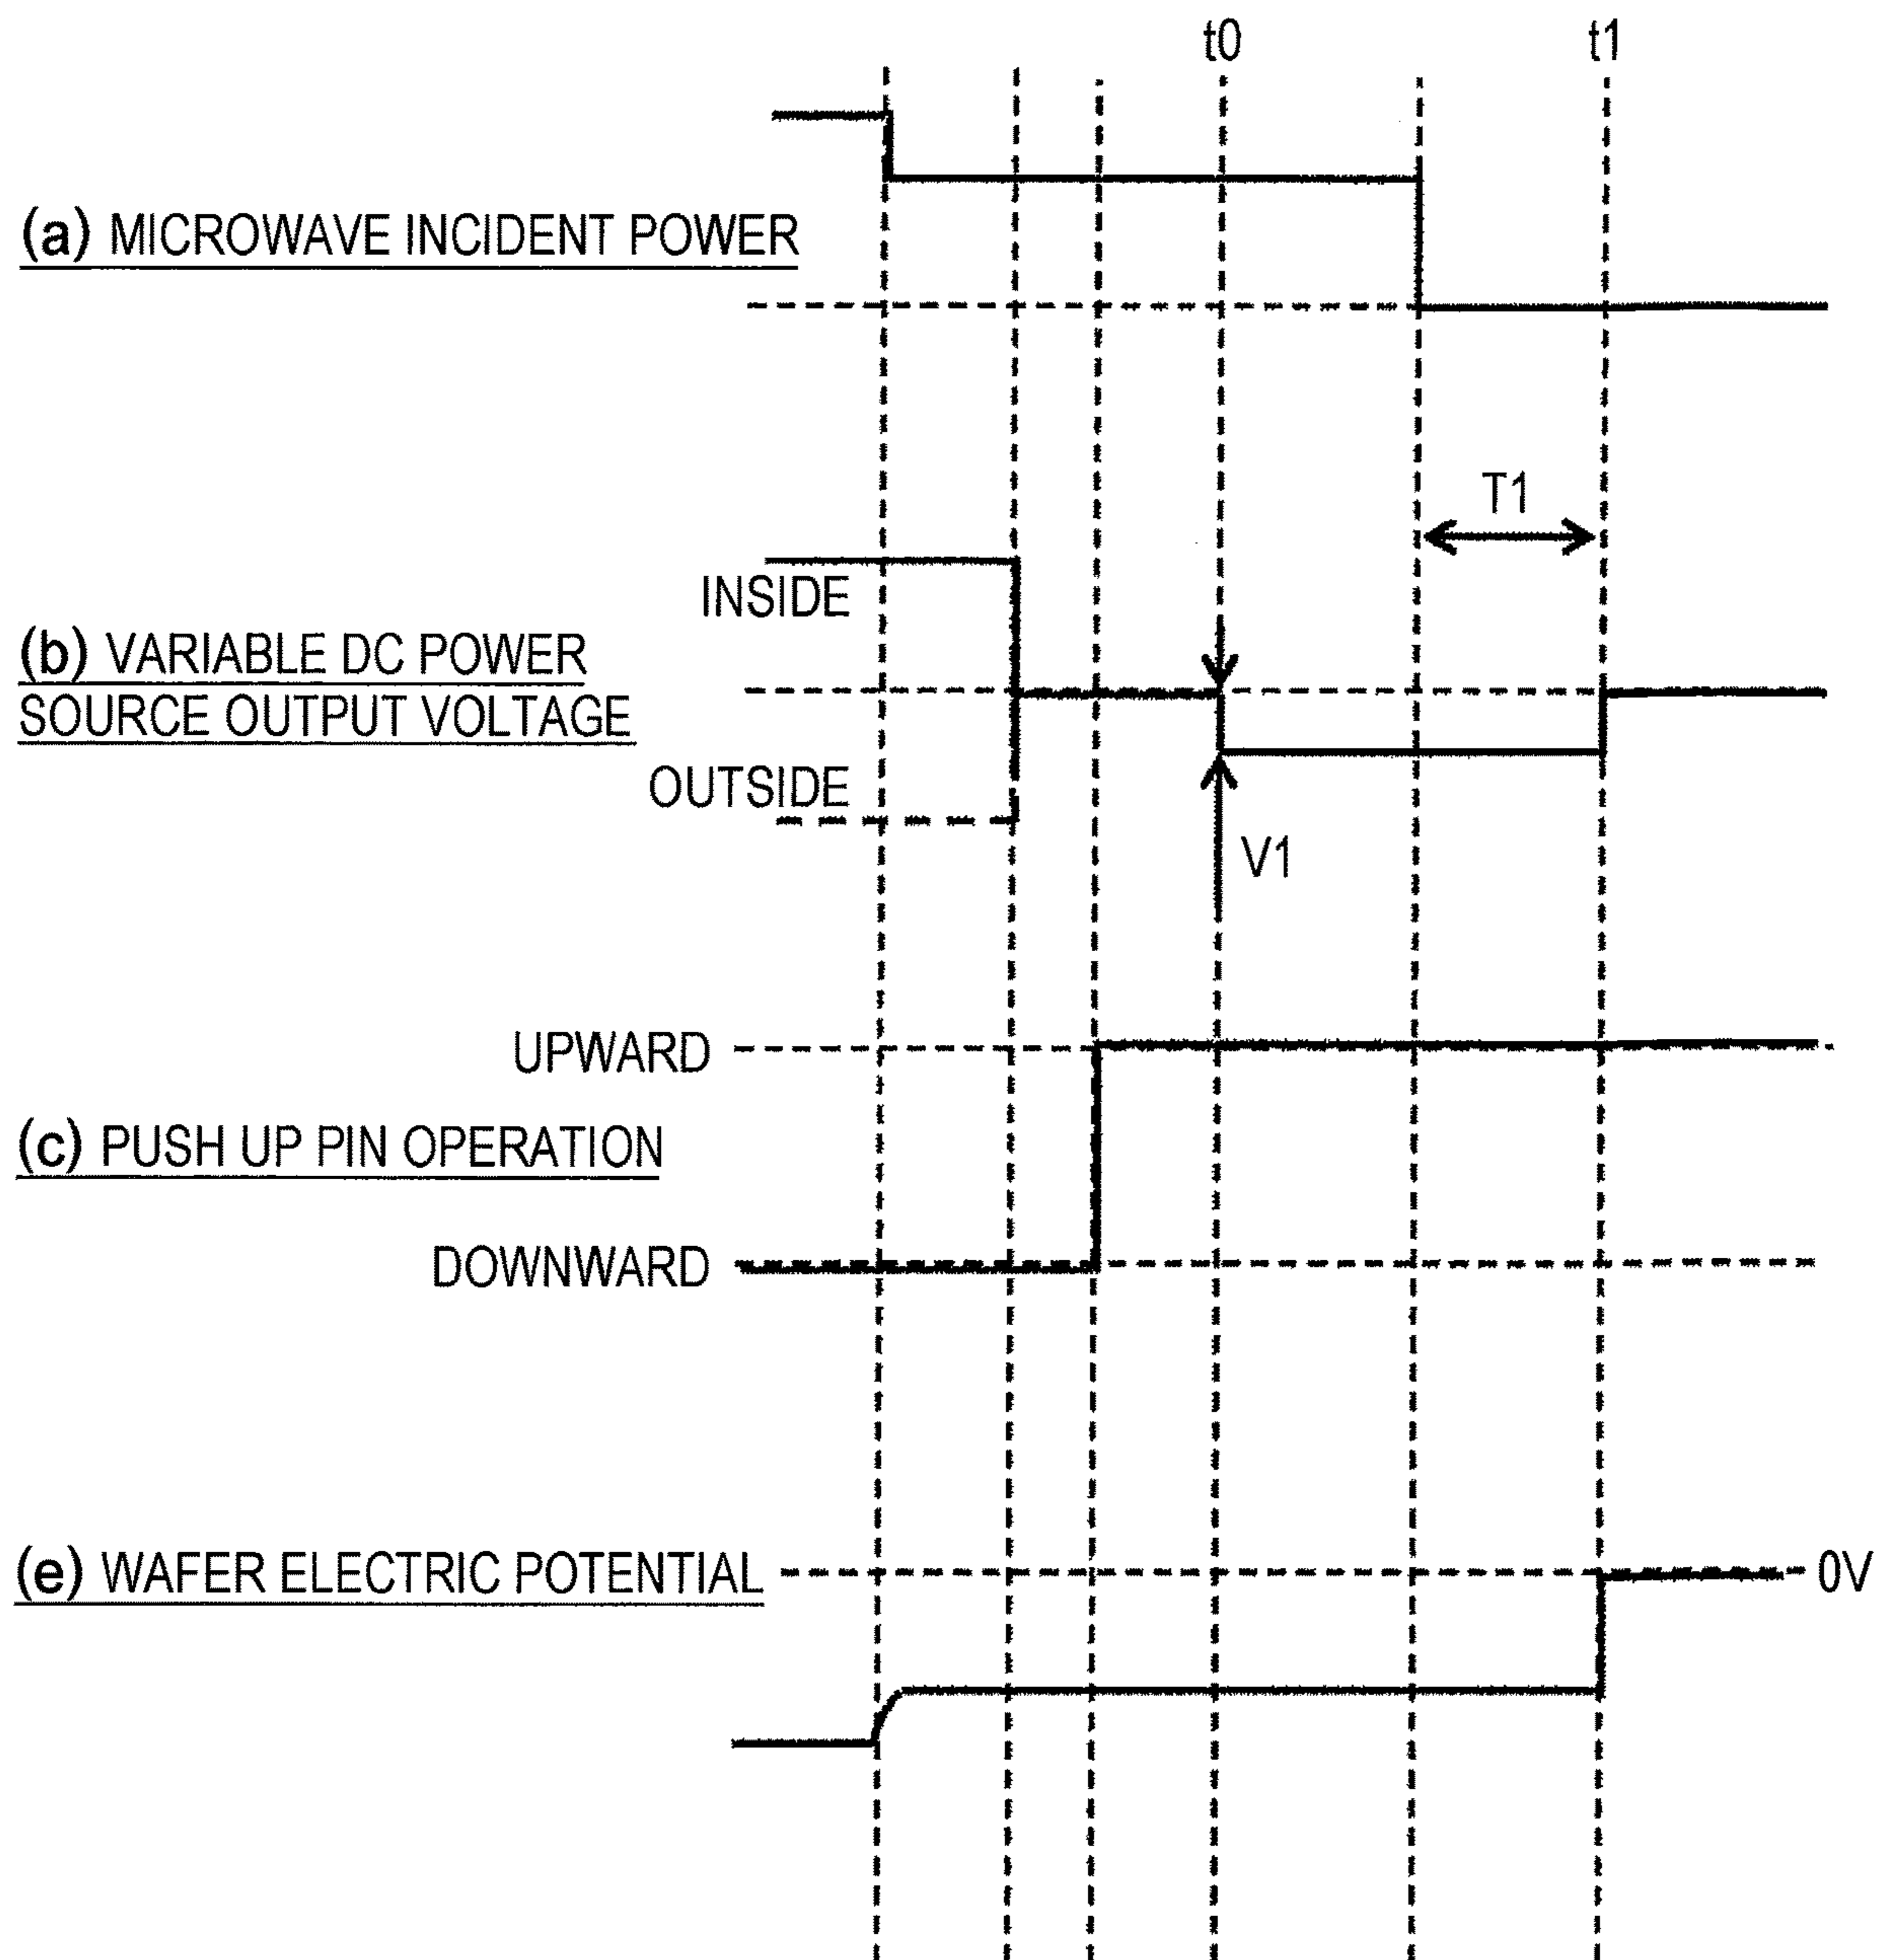 t0
t1
(a) MICROWAVE INCIDENT POWER
T1
INSIDE
(b) VARIABLE DC POWER
SOURCE OUTPUT VOLTAGE
OUTSIDE
V1
UPWARD
(c) PUSH UP PIN OPERATION
DOWNWARD
(e) WAFER ELECTRIC POTENTIAL
0V